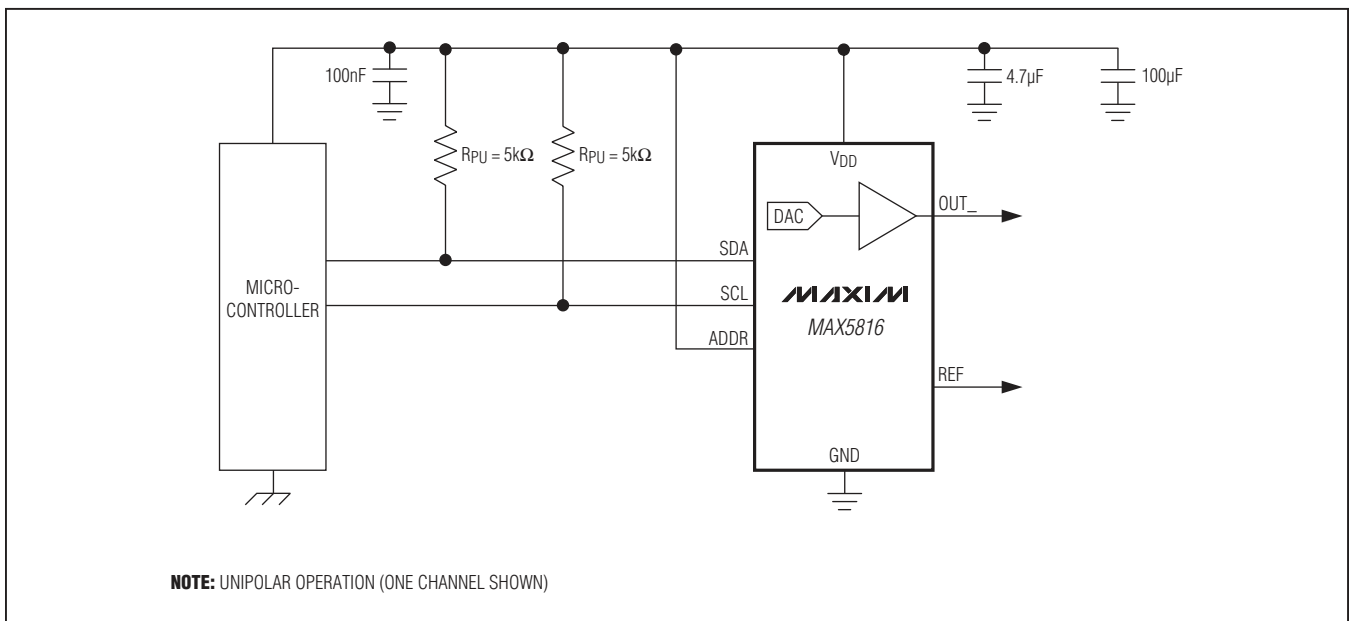 100nF
4.7µF
100µF
RPU = 5kΩ
RPU = 5kΩ
VDD
DAC
OUT_
SDA
MICRO-
CONTROLLER
SCL
MAXIM
MAX5816
ADDR
REF
GND
NOTE: UNIPOLAR OPERATION (ONE CHANNEL SHOWN)